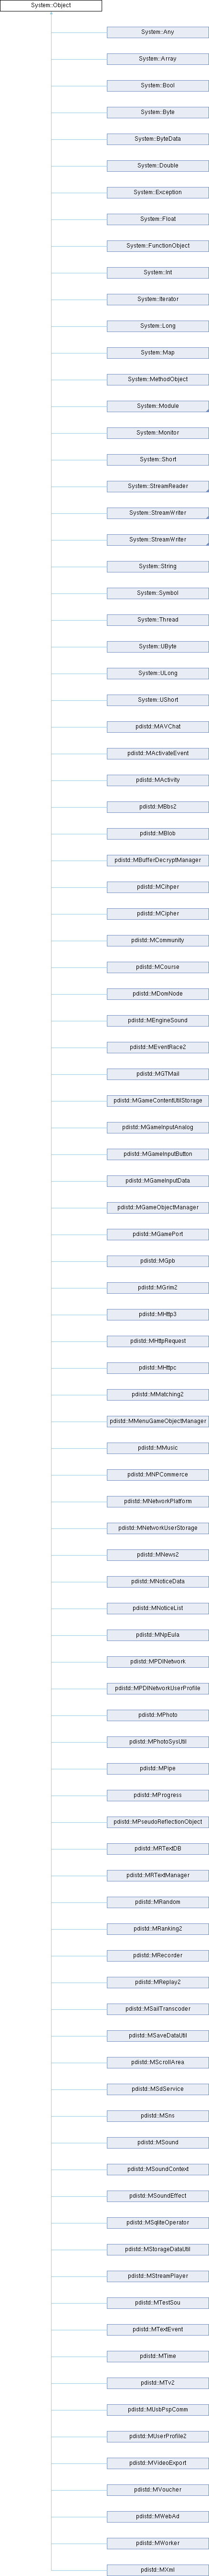 System::Object
System::Any
System::Array
System::Bool
System::Byte
System::ByteData
System::Double
System::Exception
System::Float
System::FunctionObject
System::Int
System::Iterator
System::Long
System::Map
System::MethodObject
System::Module
System::Monitor
System::Short
System::StreamReader
System::StreamWriter
System::StreamWriter
System::String
System::Symbol
System::Thread
System::UByte
System::ULong
System::UShort
pdistd::MAVChat
pdistd::MActivateEvent
pdistd::MActivity
pdistd::MBbs2
pdistd::MBlob
pdistd::MBufferDecryptManager
pdistd::MCihper
pdistd::MCipher
pdistd::MCommunity
pdistd::MCourse
pdistd::MDomNode
pdistd::MEngineSound
pdistd::MEventRace2
pdistd::MGTMail
pdistd::MGameContentUtilStorage
pdistd::MGameInputAnalog
pdistd::MGameInputButton
pdistd::MGameInputData
pdistd::MGameObjectManager
pdistd::MGamePort
pdistd::MGpb
pdistd::MGrim2
pdistd::MHttp3
pdistd::MHttpRequest
pdistd::MHttpc
pdistd::MMatching2
pdistd::MMenuGameObjectManager
pdistd::MMusic
pdistd::MNPCommerce
pdistd::MNetworkPlatform
pdistd::MNetworkUserStorage
pdistd::MNews2
pdistd::MNoticeData
pdistd::MNoticeList
pdistd::MNpEula
pdistd::MPDINetwork
pdistd::MPDINetworkUserProfile
pdistd::MPhoto
pdistd::MPhotoSysUtil
pdistd::MPipe
pdistd::MProgress
pdistd::MPseudoReflectionObject
pdistd::MRTextDB
pdistd::MRTextManager
pdistd::MRandom
pdistd::MRanking2
pdistd::MRecorder
pdistd::MReplay2
pdistd::MSailTranscoder
pdistd::MSaveDataUtil
pdistd::MScrollArea
pdistd::MSdService
pdistd::MSns
pdistd::MSound
pdistd::MSoundContext
pdistd::MSoundEffect
pdistd::MSqliteOperator
pdistd::MStorageDataUtil
pdistd::MStreamPlayer
pdistd::MTestSou
pdistd::MTextEvent
pdistd::MTime
pdistd::MTv2
pdistd::MUsbPspComm
pdistd::MUserProfile2
pdistd::MVideoExport
pdistd::MVoucher
pdistd::MWebAd
pdistd::MWorker
pdistd::MXml